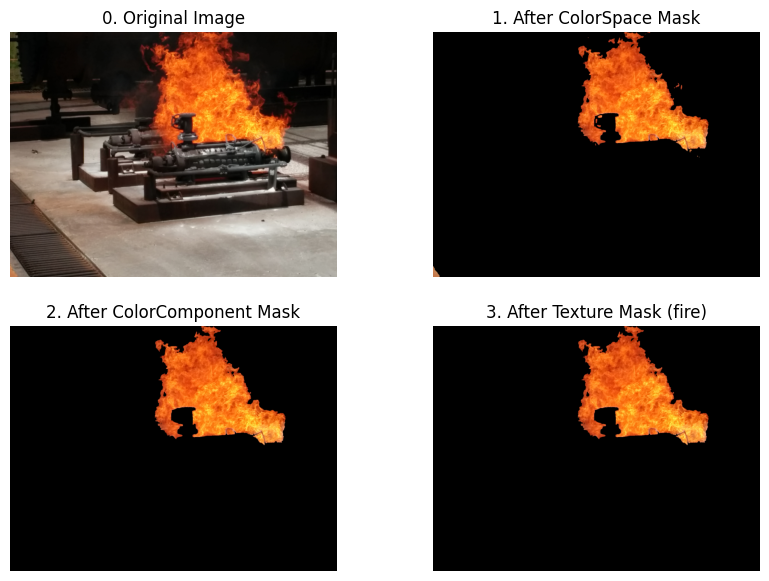 0. Original Image
1. After ColorSpace Mask
2. After ColorComponent Mask
3. After Texture Mask (fire)